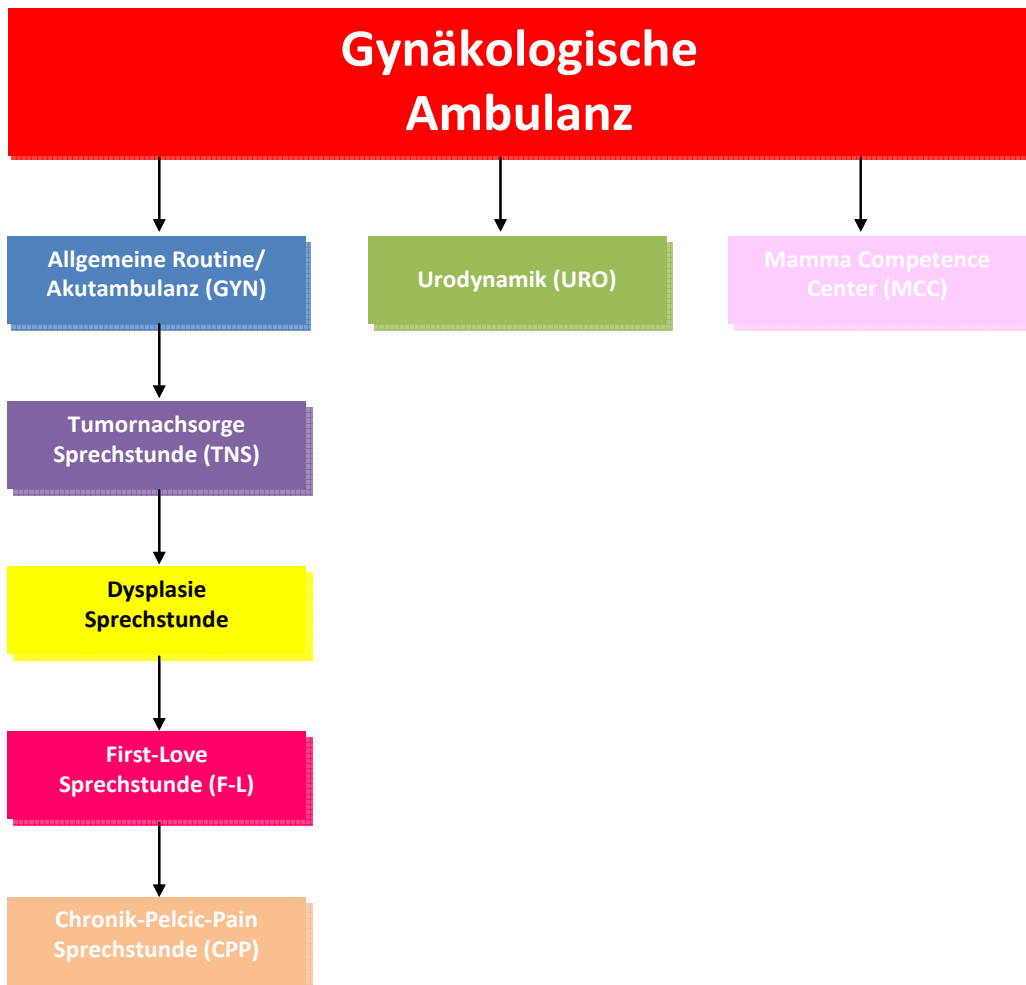 Gynäkologische
Ambulanz
Allgemeine Routine/
Akutambulanz (GYN)
Urodynamik (URO)
Mamma Competence
Center (MCC)
Tumornachsorge
Sprechstunde (TNS)
Dysplasie
Sprechstunde
First-Love
Sprechstunde (F-L)
Chronik-Pelcic-Pain
Sprechstunde (CPP)